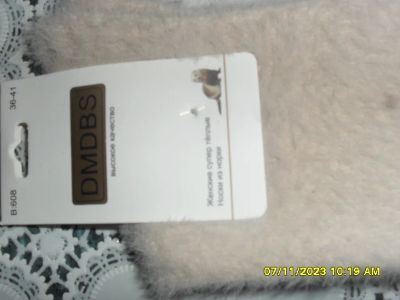 36-41
DMDBS
высокое качество
Женские супер тёплые
Носки из норки
B:608
07/11/2023 10:19 AM